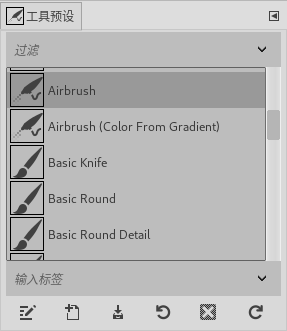 工具预设
过滤
Airbrush
Airbrush (Color From Gradient)
Basic Knife
Basic Round
Basic Round Detail
输入标签